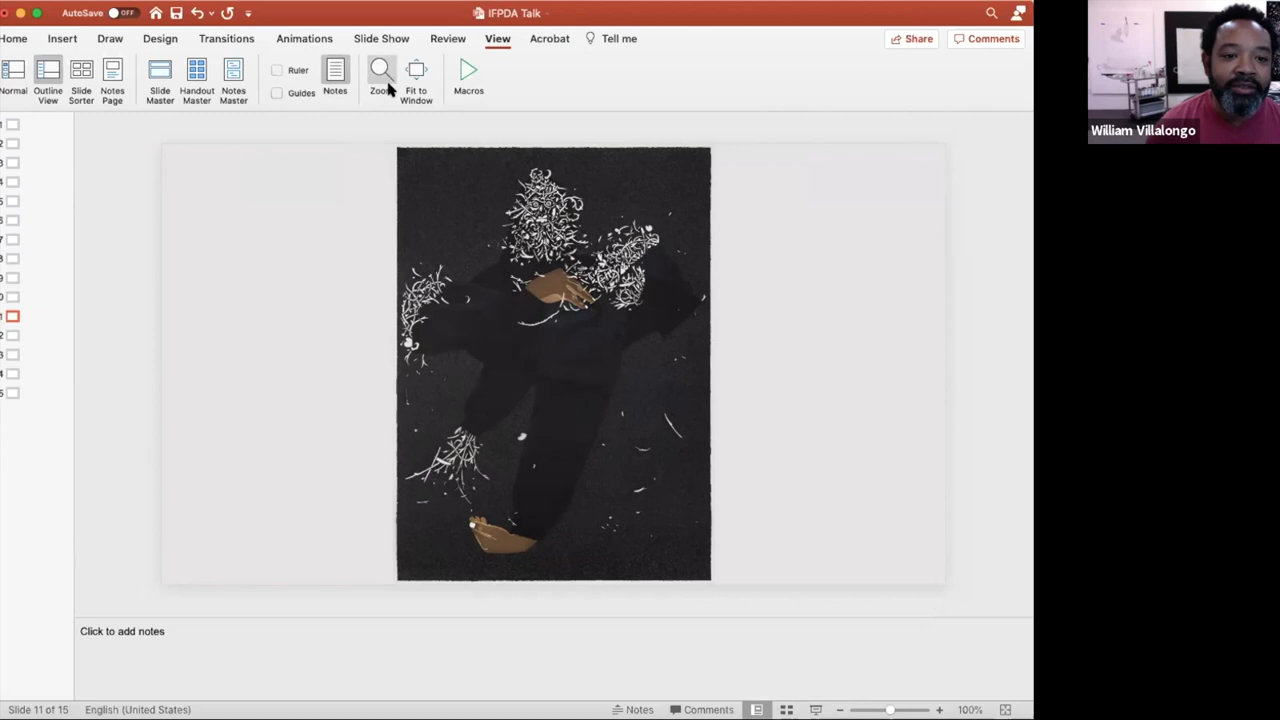 AutoSave OFF IFPDA Talk
Home Insert Draw Design Transitions Animations Slide Show Review View Acrobat Tell me Share Comments
Normal Outline View Slide Sorter Notes Page Slide Master Handout Master Notes Master Ruler Guides Notes Fit to Window Macros
William Villalongo
Click to add notes
Slide 11 of 15 English (United States) Notes Comments 100%